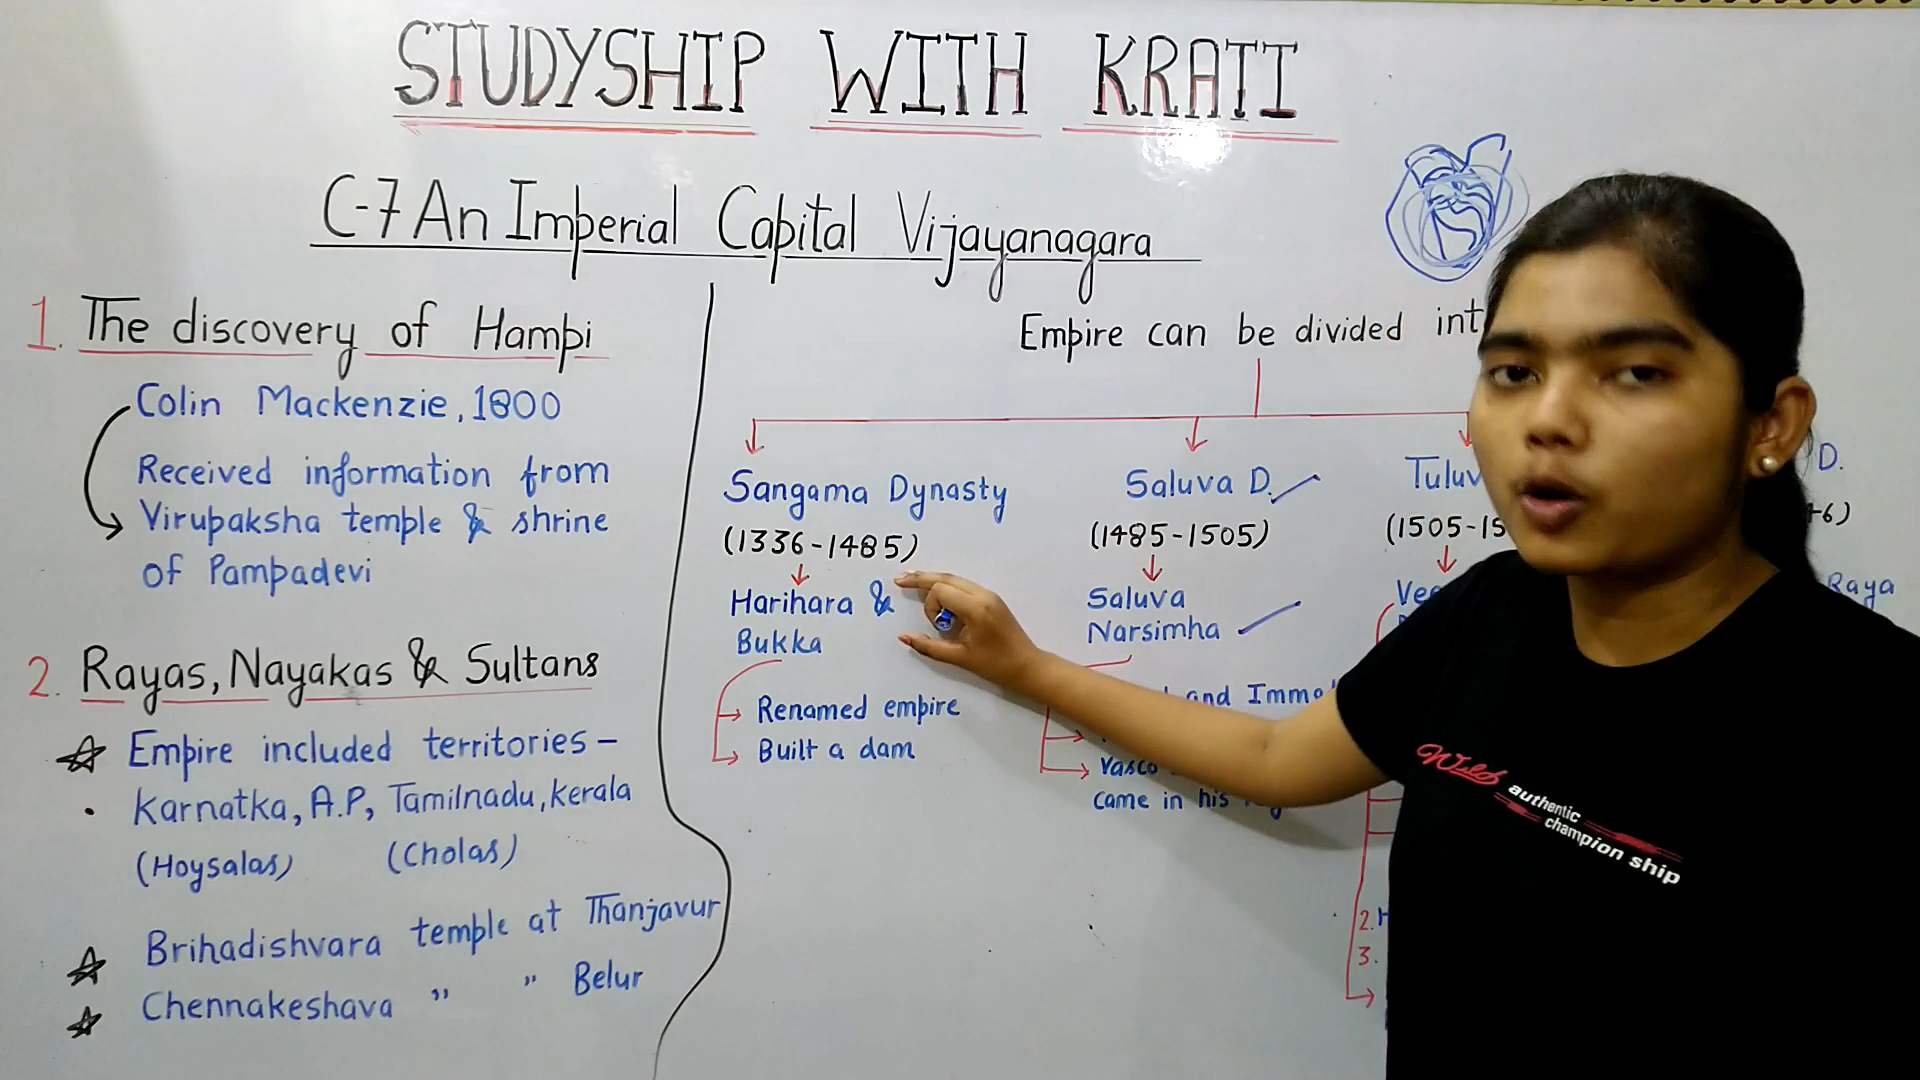 STUDYSHIP WITH KRATI
C-7 An Imperial Capital Vijayanagara
1. The discovery of Hampi
Colin Mackenzie, 1800
Received information from
Virupaksha temple & shrine
of Pampadevi
2. Rayas, Nayakas & Sultans
Empire included territories -
Karnatka, A.P, Tamilnadu, kerala
(Hoysalas) (Cholas)
Brihadishvara temple at Thanjavur
Chennakeshava " " Belur
Empire can be divided
Sangama Dynasty
(1336-1485)
Harihara &
Bukka
Renamed empire
Built a dam
Saluva D.
(1485-1505)
Saluva
Narsimha
and
Vasco
came in his
(1505-15
2.
3.
D.
Raya
Wild
authentic
champion ship